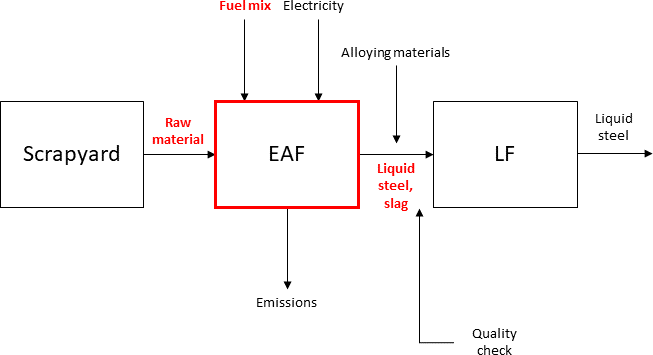 Fuel mix
Electricity
Alloying materials
Scrapyard
Raw
material
EAF
Liquid
steel,
slag
LF
Liquid
steel
Emissions
Quality
check